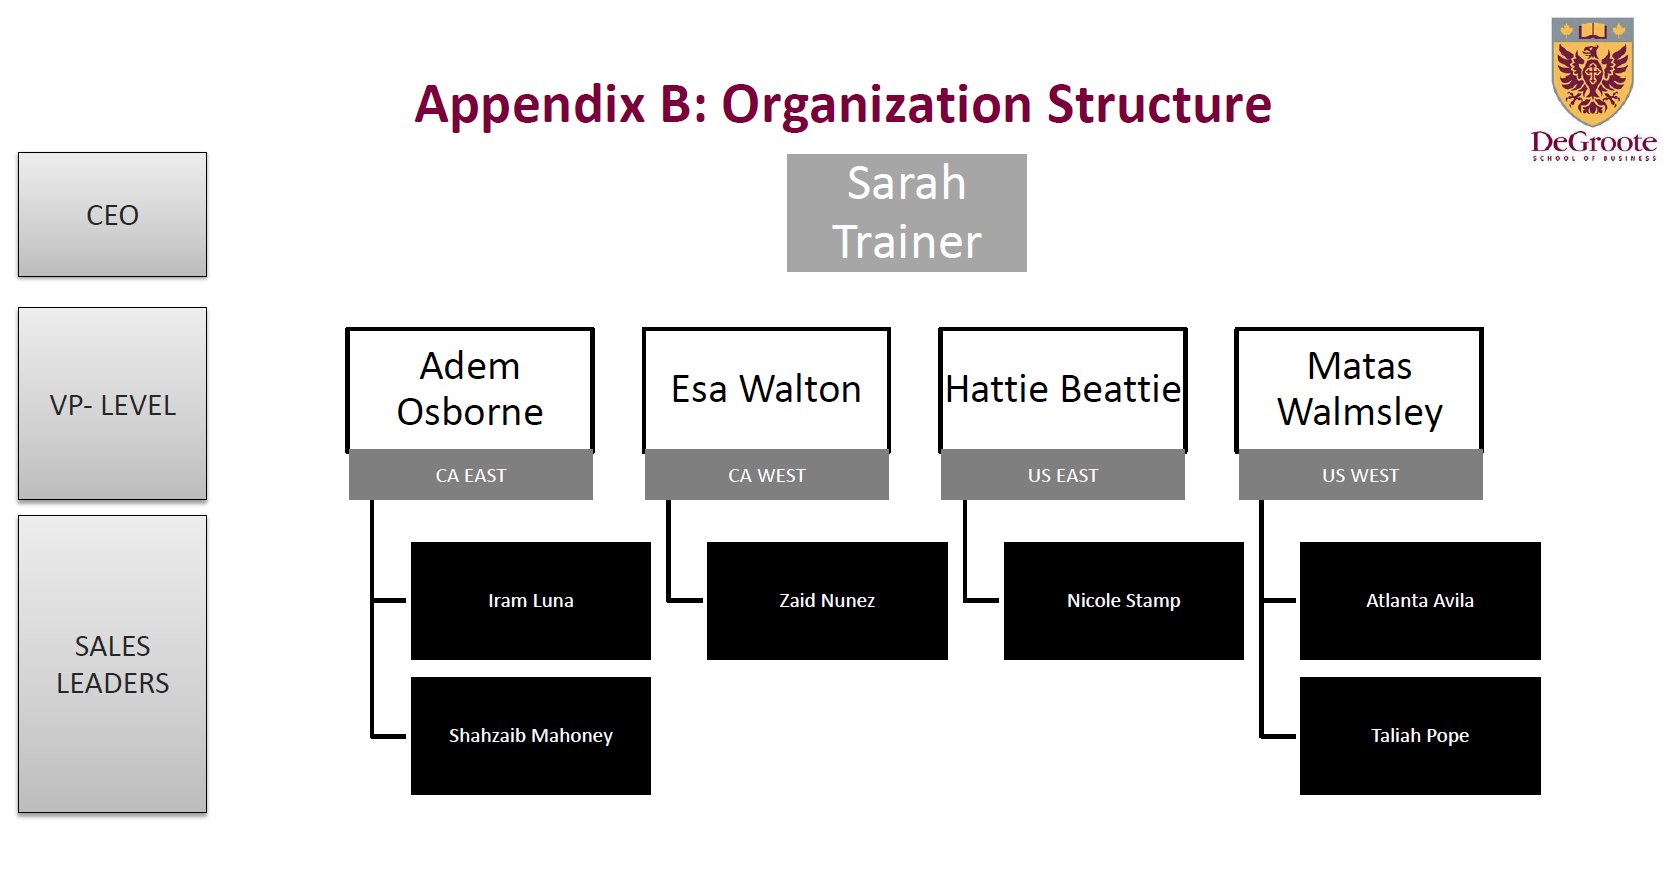 Appendix B: Organization Structure
DeGroote
SCHOOL OF BUSINESS
CEO
Sarah
Trainer
VP- LEVEL
Adem
Osborne
CA EAST
Esa Walton
CA WEST
Hattie Beattie
US EAST
Matas
Walmsley
US WEST
SALES
LEADERS
Iram Luna
Zaid Nunez
Nicole Stamp
Atlanta Avila
Shahzaib Mahoney
Taliah Pope